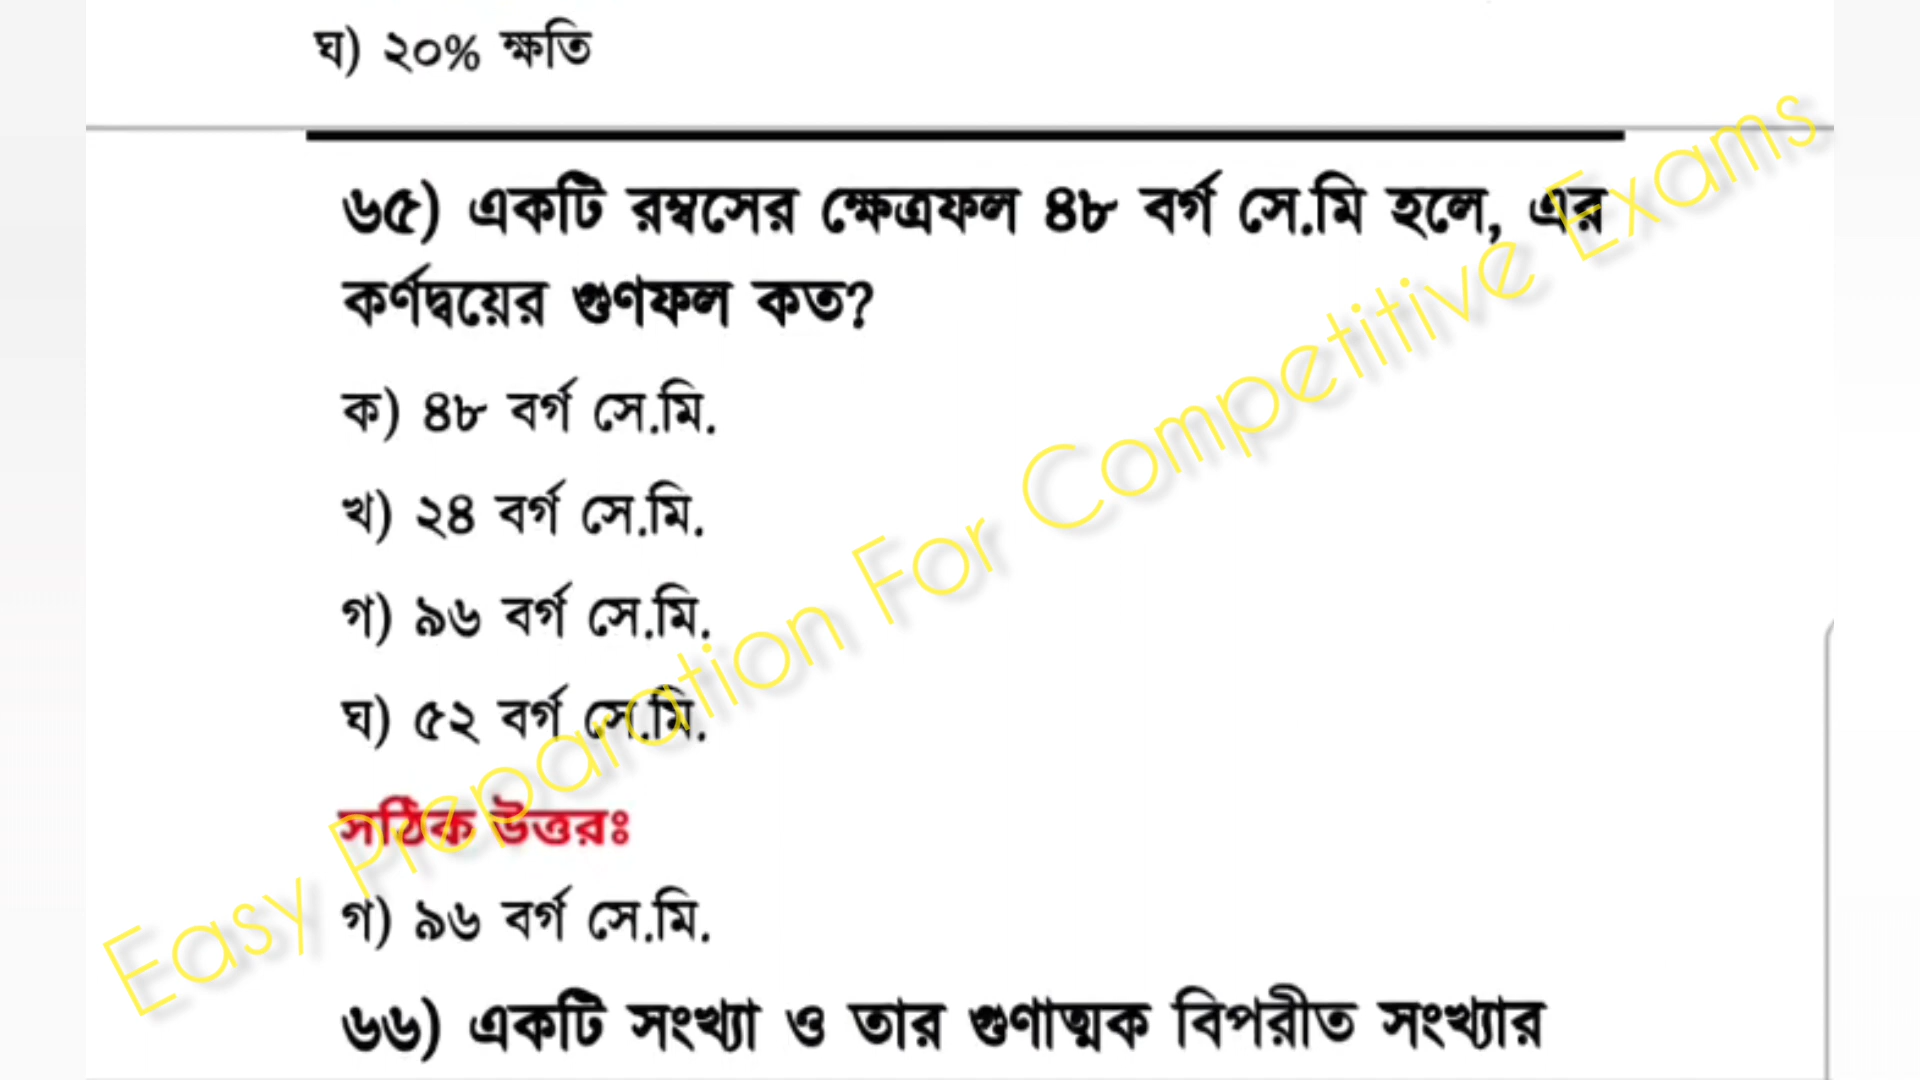 ঘ) ২০% ক্ষতি
৬৫) একটি রম্বসের ক্ষেত্রফল ৪৮ বর্গ সে.মি হলে, এর
কর্ণদ্বয়ের গুণফল কত?
ক) ৪৮ বর্গ সে.মি.
খ) ২৪ বর্গ সে.মি.
গ) ৯৬ বর্গ সে.মি.
ঘ) ৫২ বর্গ সে.মি.
সঠিক উত্তরঃ
গ) ৯৬ বর্গ সে.মি.
৬৬) একটি সংখ্যা ও তার গুণাত্মক বিপরীত সংখ্যার
Easy Preparation For Competitive Exams